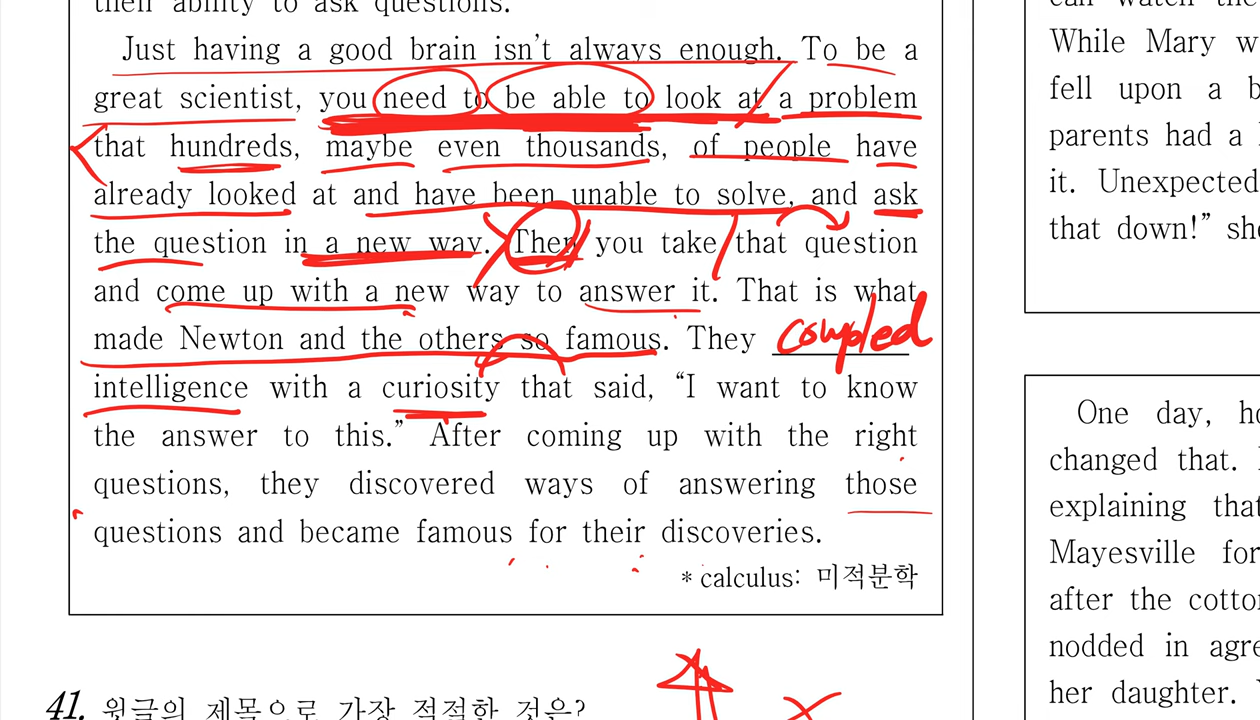 their ability to ask questions.
Just having a good brain isn't always enough. To be a
great scientist, you need to be able to look at a problem
that hundreds, maybe even thousands, of people have
already looked at and have been unable to solve, and ask
the question in a new way. Then you take that question
and come up with a new way to answer it. That is what
made Newton and the others so famous. They coupled
intelligence with a curiosity that said, “I want to know
the answer to this.” After coming up with the right
questions, they discovered ways of answering those
questions and became famous for their discoveries.
* calculus: 미적분학
41. 윗글의 제목으로 가장 적절한 것은?
can watch the
While Mary w
fell upon a b
parents had a
it. Unexpected
that down!” she
One day, ho
changed that.
explaining that
Mayesville for
after the cotton
nodded in agre
her daughter.